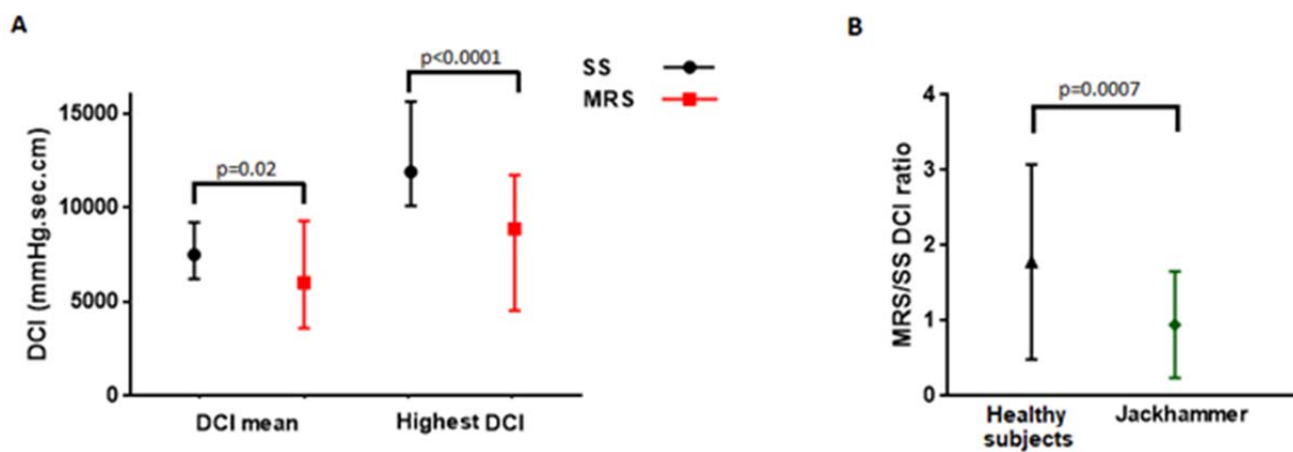 A
p<0.0001
SS
MRS
p=0.02
15000
10000
5000
0
DCI (mmHg.sec.cm)
DCI mean
Highest DCI
B
p=0.0007
4
3
2
1
0
MRS/SS DCI ratio
Healthy
subjects
Jackhammer